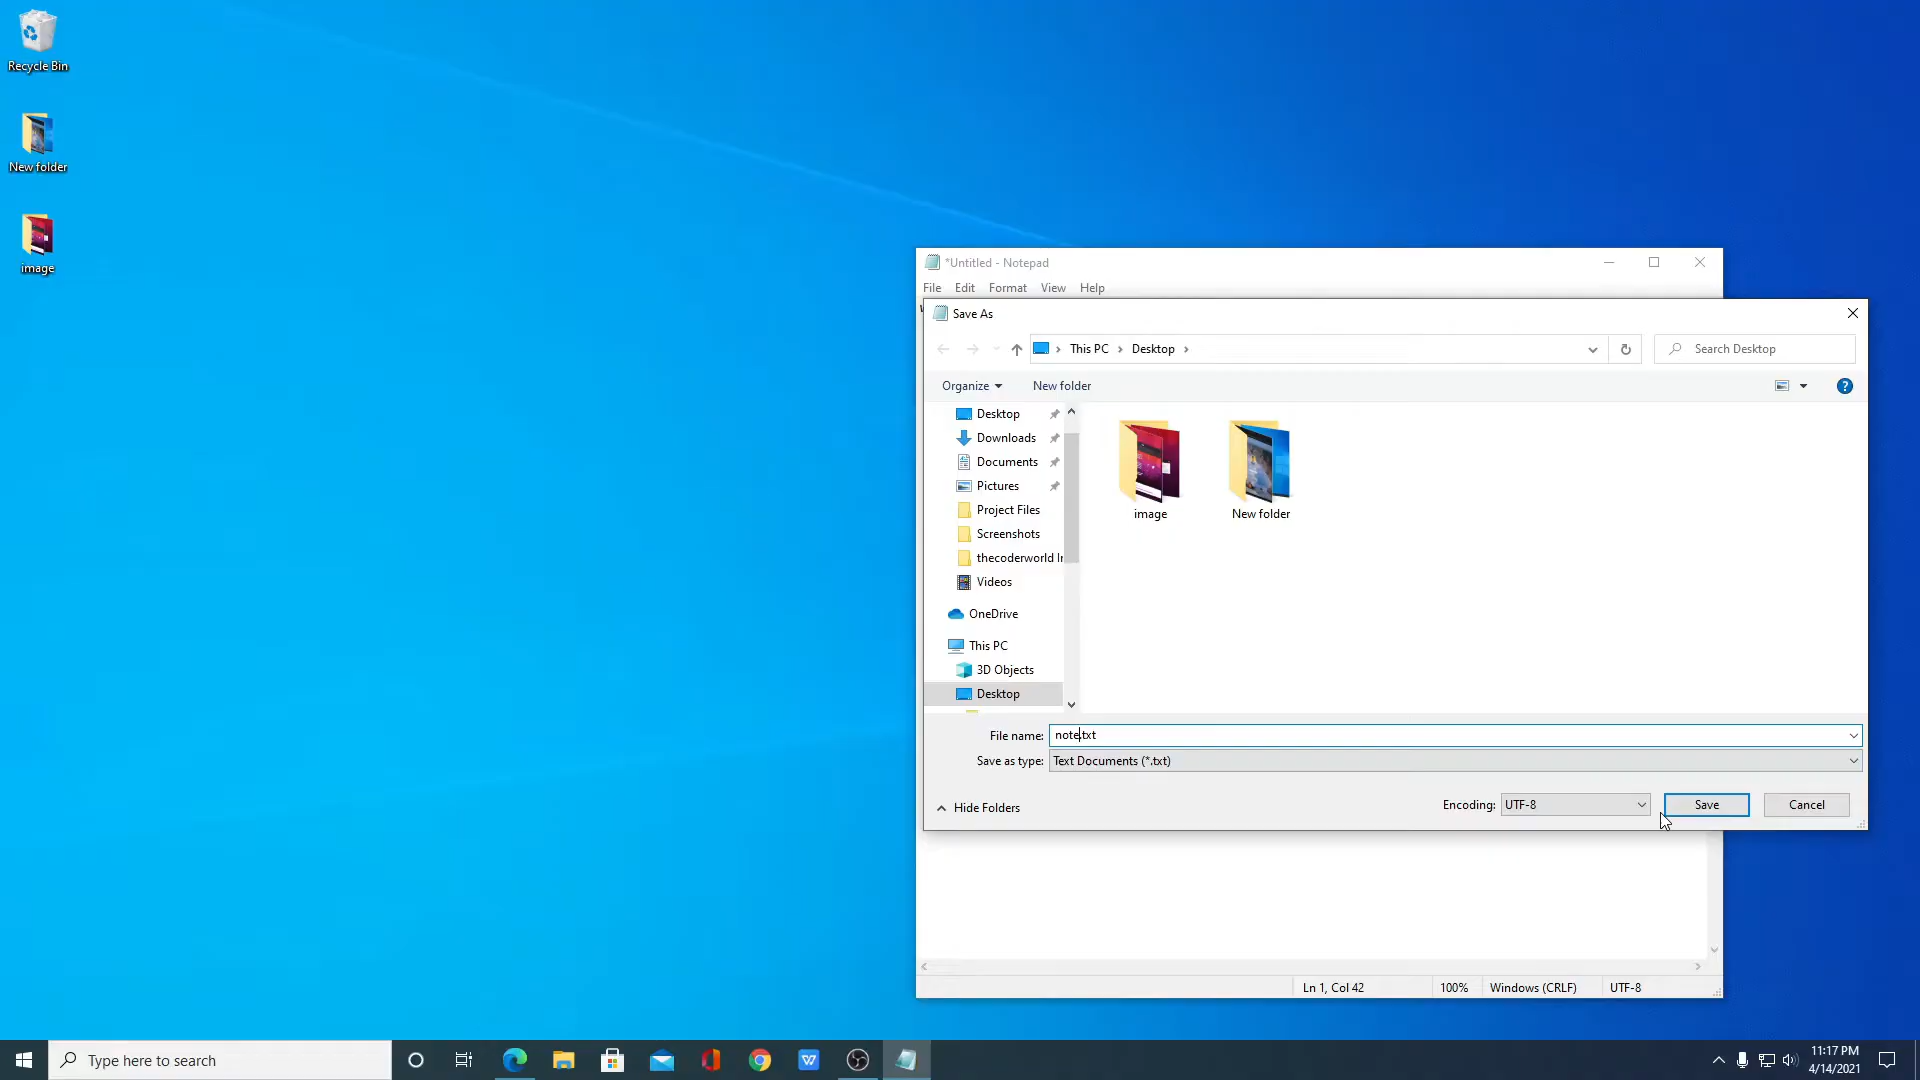 Recycle Bin
New folder
image
*Untitled - Notepad
File Edit Format View Help
Save As
This PC Desktop
Search Desktop
Organize New folder
Desktop
Downloads
Documents
Pictures
Project Files
Screenshots
thecoderworld Ir
Videos
OneDrive
This PC
3D Objects
Desktop
image
New folder
File name: note.txt
Save as type: Text Documents (*.txt)
Hide Folders
Encoding: UTF-8 Save Cancel
Ln 1, Col 42 100% Windows (CRLF) UTF-8
Type here to search
11:17 PM
4/14/2021